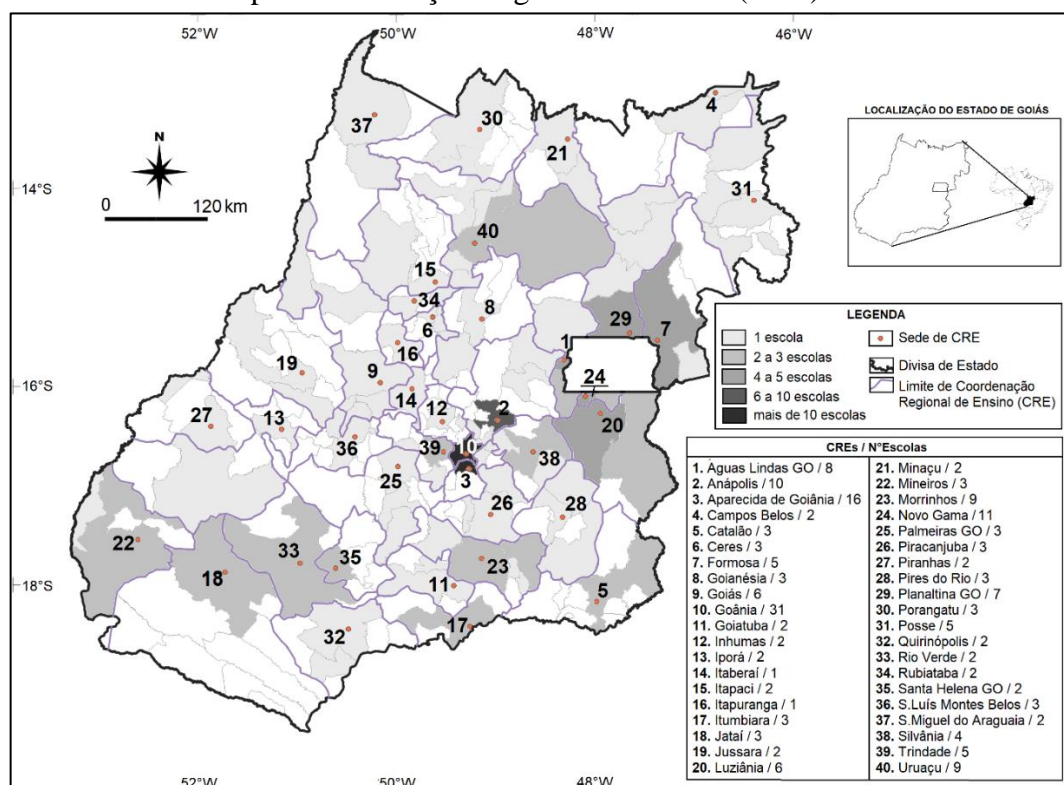 52°W 50°W 48°W 46°W
N
0 120 km
14°S
16°S
18°S
52°W 50°W 48°W
37
30
4
21
31
40
15
34
8
6
29
7
1
16
19
9
24
14
12
2
20
27
13
36
39
10
38
25
3
26
28
22
33
35
23
18
11
5
17
32
LOCALIZAÇÃO DO ESTADO DE GOIÁS
LEGENDA
1 escola
2 a 3 escolas
4 a 5 escolas
6 a 10 escolas
mais de 10 escolas
Sede de CRE
Divisa de Estado
Limite de Coordenação
Regional de Ensino (CRE)
CREs / N°Escolas
1. Águas Lindas GO / 8
2. Anápolis / 10
3. Aparecida de Goiânia / 16
4. Campos Belos / 2
5. Catalão / 3
6. Ceres / 3
7. Formosa / 5
8. Goianésia / 3
9. Goiás / 6
10. Goânia / 31
11. Goiatuba / 2
12. Inhumas / 2
13. Iporá / 2
14. Itaberaí / 1
15. Itapaci / 2
16. Itapuranga / 1
17. Itumbiara / 3
18. Jataí / 3
19. Jussara / 2
20. Luziânia / 6
21. Minaçu / 2
22. Mineiros / 3
23. Morrinhos / 9
24. Novo Gama / 11
25. Palmeiras GO / 3
26. Piracanjuba / 3
27. Piranhas / 2
28. Pires do Rio / 3
29. Planaltina GO / 7
30. Porangatu / 3
31. Posse / 5
32. Quirinópolis / 2
33. Rio Verde / 2
34. Rubiataba / 2
35. Santa Helena GO / 2
36. S.Luís Montes Belos / 3
37. S.Miguel do Araguaia / 2
38. Silvânia / 4
39. Trindade / 5
40. Uruaçu / 9